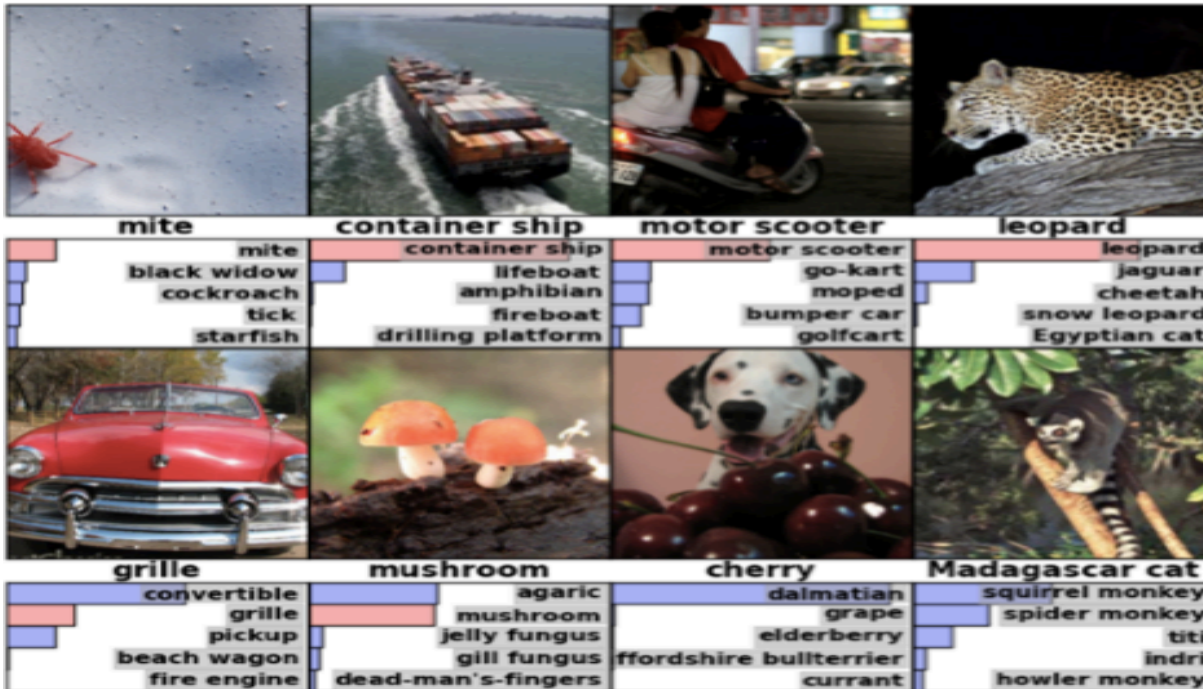 mite
container ship
motor scooter
leopard
mite
black widow
cockroach
tick
starfish
container ship
lifeboat
amphibian
fireboat
drilling platform
motor scooter
go-kart
moped
bumper car
golfcart
leopard
jaguar
cheetah
snow leopard
Egyptian cat
grille
mushroom
cherry
Madagascar cat
convertible
grille
pickup
beach wagon
fire engine
agaric
mushroom
jelly fungus
gill fungus
dead-man's-fingers
dalmatian
grape
elderberry
ffordshire bullterrier
currant
squirrel monkey
spider monkey
titi
indri
howler monkey